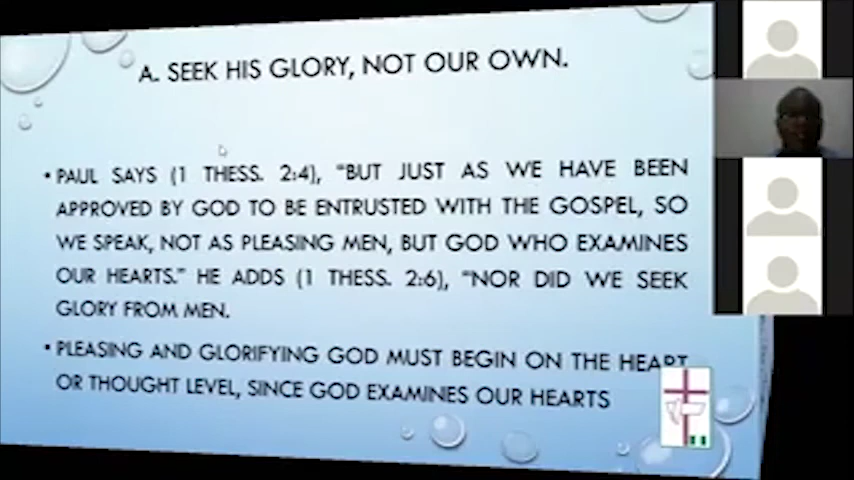 A. SEEK HIS GLORY, NOT OUR OWN.
• PAUL SAYS (1 THESS. 2:4), "BUT JUST AS WE HAVE BEEN
APPROVED BY GOD TO BE ENTRUSTED WITH THE GOSPEL, SO
WE SPEAK, NOT AS PLEASING MEN, BUT GOD WHO EXAMINES
OUR HEARTS." HE ADDS (1 THESS. 2:6), "NOR DID WE SEEK
GLORY FROM MEN.
• PLEASING AND GLORIFYING GOD MUST BEGIN ON THE HEART
OR THOUGHT LEVEL, SINCE GOD EXAMINES OUR HEARTS